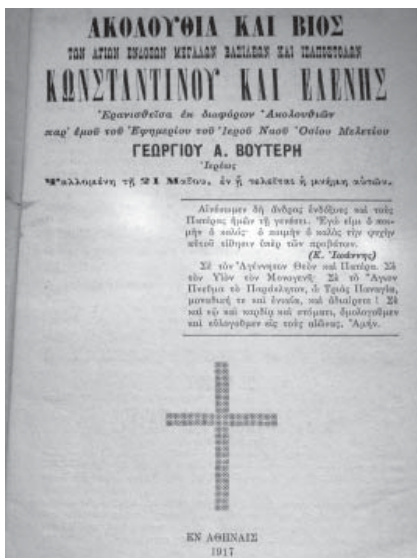 ΑΚΟΛΟΥΘΙΑ ΚΑΙ ΒΙΟΣ
ΤΩΝ ΑΓΙΩΝ ΕΝΔΟΞΩΝ ΜΕΓΑΛΩΝ ΒΑΣΙΛΕΩΝ ΚΑΙ ΙΣΑΠΟΣΤΟΛΩΝ
ΚΩΝΣΤΑΝΤΙΝΟΥ ΚΑΙ ΕΛΕΝΗΣ
Ἐρανισθεῖσα ἐκ διαφόρων Ἀκολουθιῶν
παρ' ἐμοῦ τοῦ Ἐφημερίου τοῦ Ἱεροῦ Ναοῦ Ὁσίου Μελετίου
ΓΕΩΡΓΙΟΥ Α. ΒΟΥΤΕΡΗ
Ἱερέως
Ψαλλομένη τῇ 21 Μαΐου, ἐν ᾗ τελεῖται ἡ μνήμη αὐτῶν.
Αἰνέσωμεν δὴ ἄνδρας ἐνδόξους καὶ τοὺς
Πατέρας ἡμῶν τῇ γενέσει. Ἐγώ εἰμι ὁ ποι-
μὴν ὁ καλός· ὁ ποιμὴν ὁ καλὸς τὴν ψυχὴν
αὐτοῦ τίθησιν ὑπὲρ τῶν προβάτων.
(Κ. Ἰωάννης)
Σὲ τὸν Ἀγέννητον Θεὸν καὶ Πατέρα. Σὲ
τὸν Υἱὸν τὸν Μονογενῆ. Σὲ τὸ Ἅγιον
Πνεῦμα τὸ Παράκλητον, ὦ Τριὰς Παναγία,
μοναδική τε καὶ ἑνιαία, καὶ ἀδιαίρετε! Σὲ
καὶ νῷ καὶ καρδίᾳ καὶ στόματι, ὁμολογοῦμεν
καὶ εὐλογοῦμεν εἰς τοὺς αἰῶνας. Ἀμήν.
ΕΝ ΑΘΗΝΑΙΣ
1917